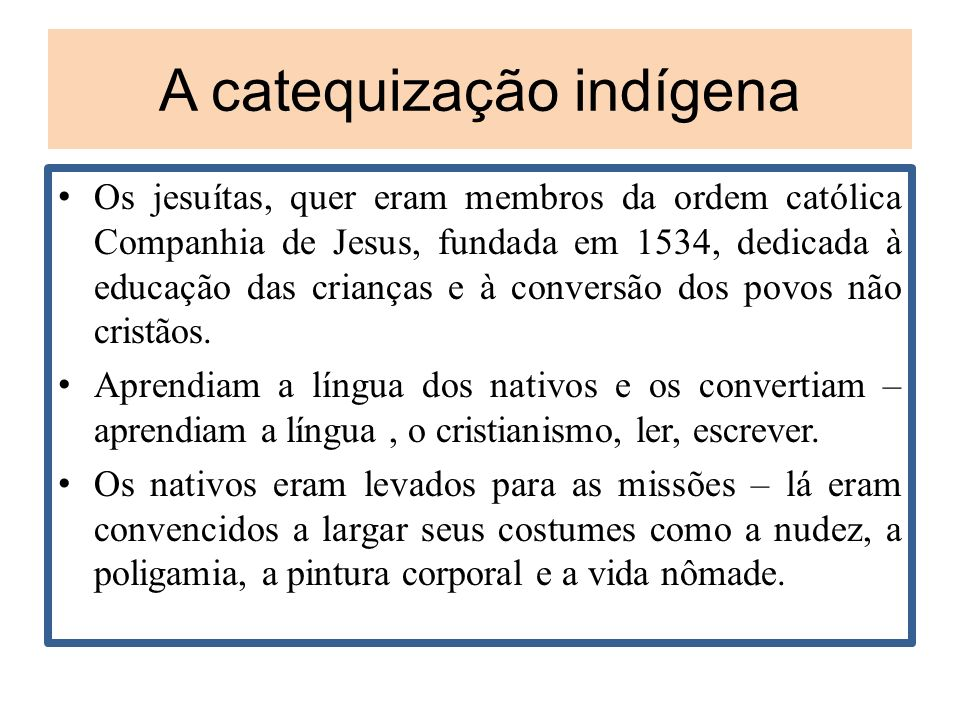 A catequização indígena
• Os jesuítas, quer eram membros da ordem católica
Companhia de Jesus, fundada em 1534, dedicada à
educação das crianças e à conversão dos povos não
cristãos.
• Aprendiam a língua dos nativos e os convertiam –
aprendiam a língua , o cristianismo, ler, escrever.
• Os nativos eram levados para as missões – lá eram
convencidos a largar seus costumes como a nudez, a
poligamia, a pintura corporal e a vida nômade.